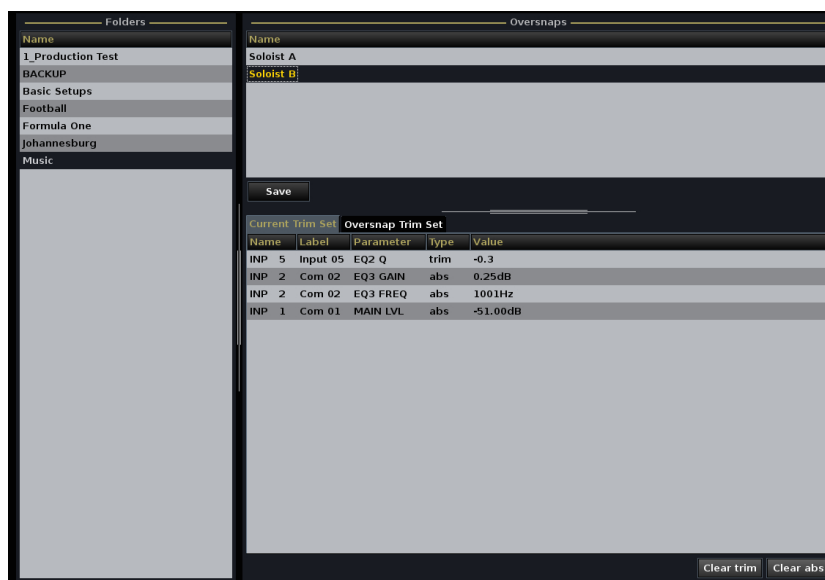 Folders
Name
1_Production Test
BACKUP
Basic Setups
Football
Formula One
Johannesburg
Music
Oversnaps
Name
Soloist A
Soloist B
Save
Current Trim Set Oversnap Trim Set
Name Label Parameter Type Value
INP 5 Input 05 EQ2 Q trim -0.3
INP 2 Com 02 EQ3 GAIN abs 0.25dB
INP 2 Com 02 EQ3 FREQ abs 1001Hz
INP 1 Com 01 MAIN LVL abs -51.00dB
Clear trim Clear abs